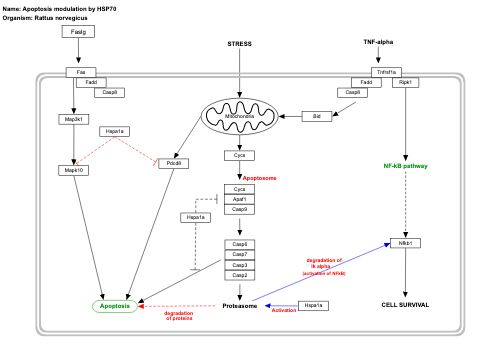 Name: Apoptosis modulation by HSP70
Organism: Rattus norvegicus
Faslg
STRESS
TNF-alpha
Fas
Fadd
Casp8
Tnfrsf1a
Fadd
Ripk1
Casp8
Map3k1
Hspa1a
Mitochondria
Bid
Mapk10
Pdcd8
Cycs
NF-kB pathway
Apoptosome
Cycs
Apaf1
Casp9
Hspa1a
Casp6
Casp7
Casp3
Casp2
Nfkb1
degradation of
Ik alpha
(activation of NFkB)
Apoptosis
degradation
of proteins
Proteasome
Activation
Hspa1a
CELL SURVIVAL